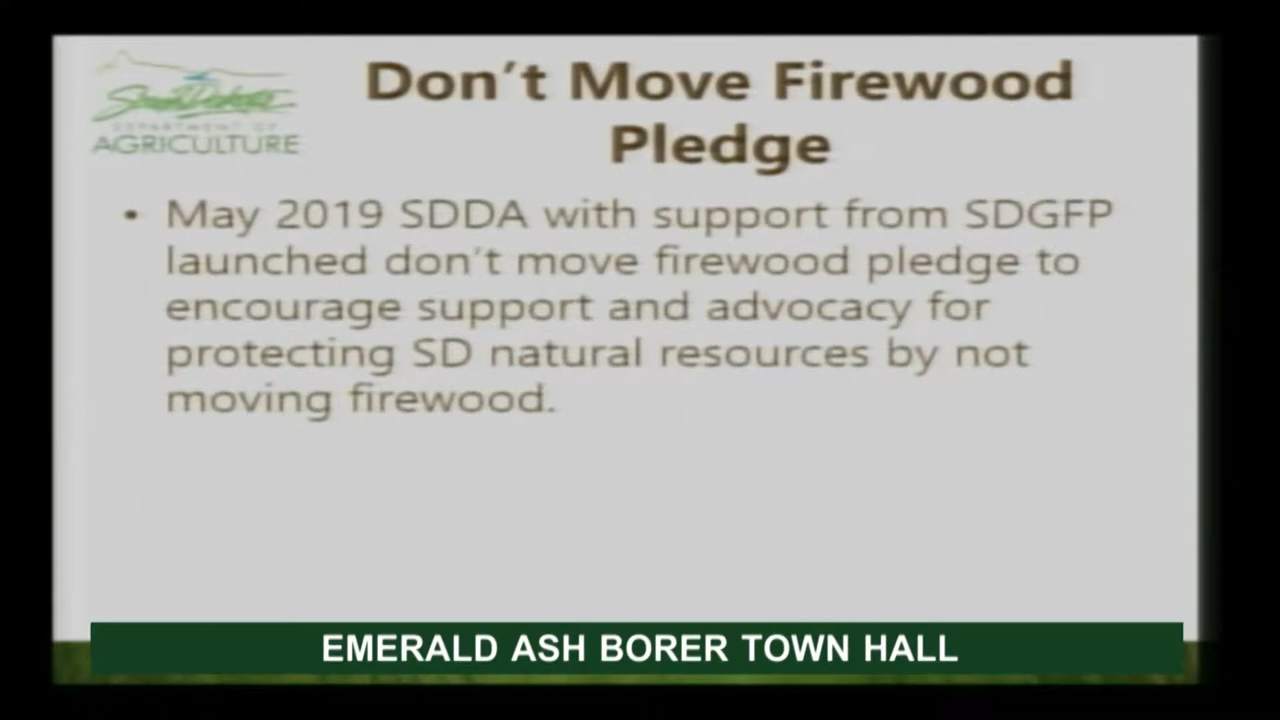 South Dakota
DEPARTMENT OF
AGRICULTURE
Don't Move Firewood
Pledge
• May 2019 SDDA with support from SDGFP
launched don't move firewood pledge to
encourage support and advocacy for
protecting SD natural resources by not
moving firewood.
EMERALD ASH BORER TOWN HALL